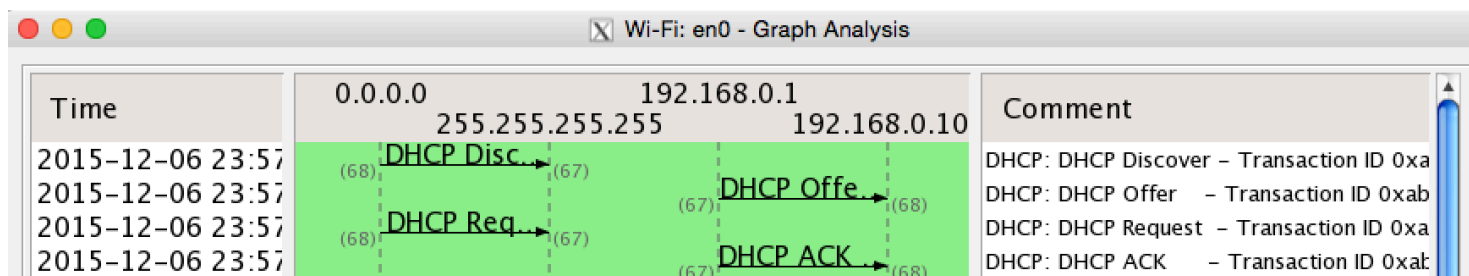 Wi-Fi: en0 - Graph Analysis
Time
0.0.0.0 192.168.0.1
255.255.255.255 192.168.0.10
Comment
2015-12-06 23:57 (68) DHCP Disc... (67) DHCP: DHCP Discover - Transaction ID 0xa
2015-12-06 23:57 (67) DHCP Offe... (68) DHCP: DHCP Offer - Transaction ID 0xab
2015-12-06 23:57 (68) DHCP Req... (67) DHCP: DHCP Request - Transaction ID 0xa
2015-12-06 23:57 (67) DHCP ACK ... (68) DHCP: DHCP ACK - Transaction ID 0xab